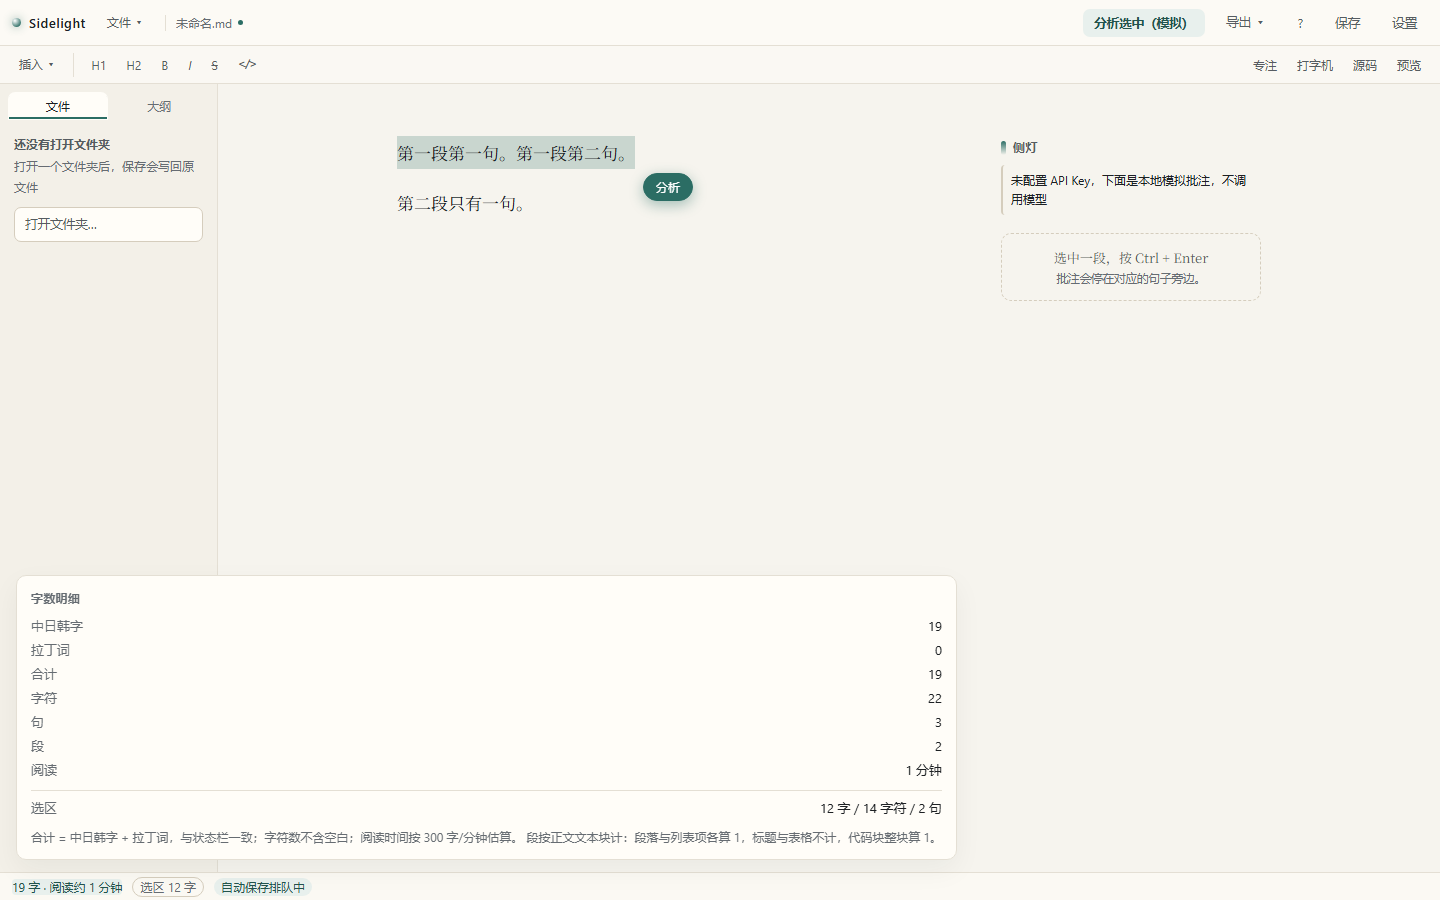 Sidelight 文件 未命名.md 分析选中（模拟） 导出 ? 保存 设置
插入 H1 H2 B I S </> 专注 打字机 源码 预览
文件 大纲
还没有打开文件夹
打开一个文件夹后，保存会写回原
文件
打开文件夹...
第一段第一句。第一段第二句。
分析
第二段只有一句。
侧灯
未配置 API Key，下面是本地模拟批注，不调
用模型
选中一段，按 Ctrl + Enter
批注会停在对应的句子旁边。
字数明细
中日韩字 19
拉丁词 0
合计 19
字符 22
句 3
段 2
阅读 1 分钟
选区 12 字 / 14 字符 / 2 句
合计 = 中日韩字 + 拉丁词，与状态栏一致；字符数不含空白；阅读时间按 300 字/分钟估算。 段按正文文本块计：段落与列表项各算 1，标题与表格不计，代码块整块算 1。
19 字 · 阅读约 1 分钟 选区 12 字 自动保存排队中